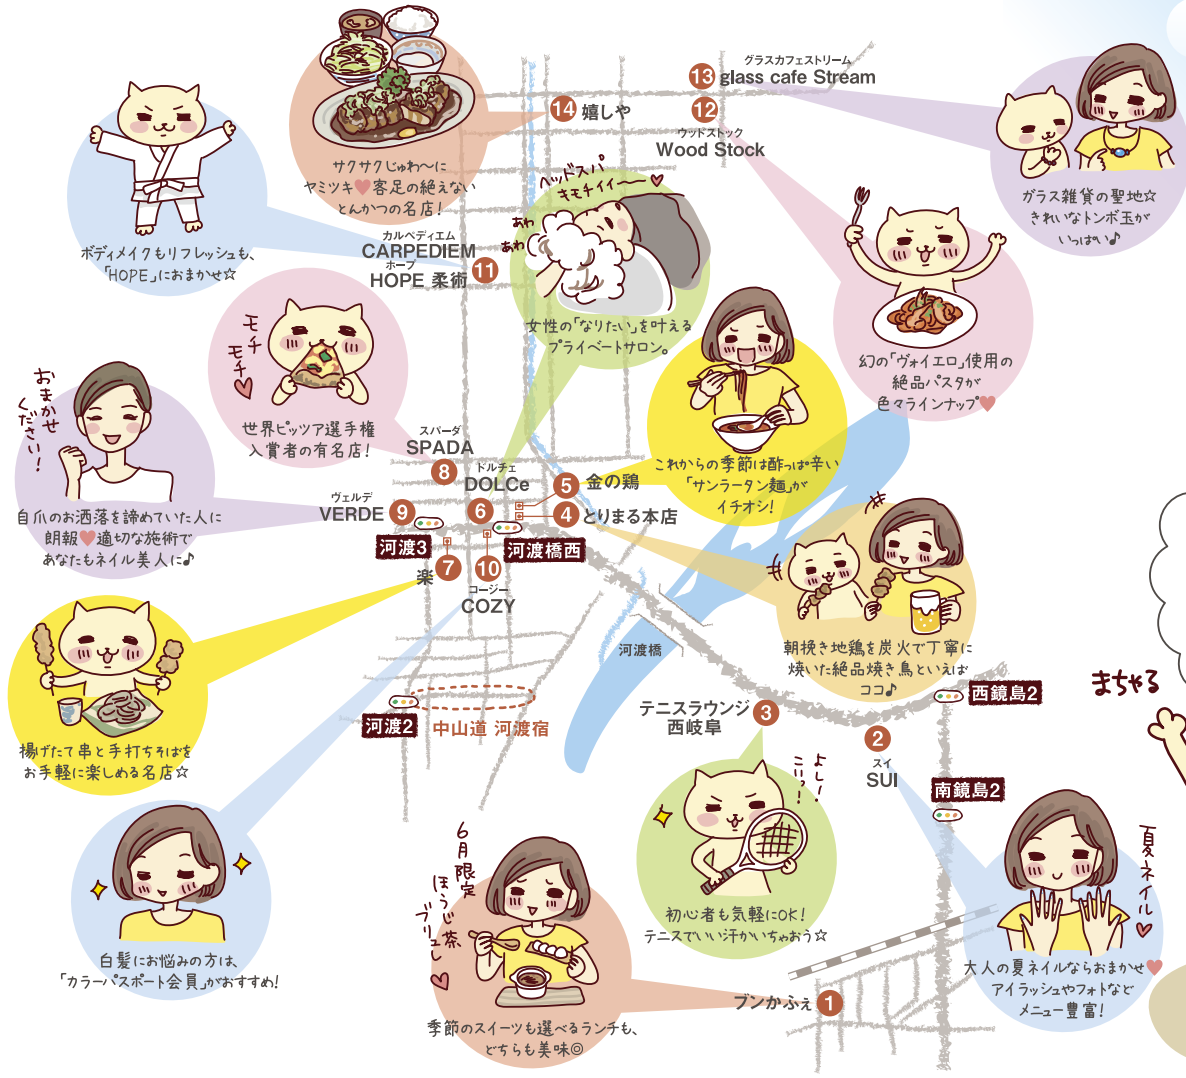 グラスカフェストリーム
13 glass cafe Stream
14 嬉しや
12
ウッドストック
Wood Stock
サクサクじゅわ〜に
ヤミツキ♥客足の絶えない
とんかつの名店!
ガラス雑貨の聖地☆
きれいなトンボ玉が
いっぱい♪
ヘッドスパ
キモチイイ〜〜♥
あわ
あわ
ボディメイクもリフレッシュも、
「HOPE」におまかせ☆
カルペディエム
CARPEDIEM
ホープ
HOPE 柔術
11
女性の「なりたい」を叶える
プライベートサロン。
幻の「ヴォイエロ」使用の
絶品パスタが
色々ラインナップ♥
モチ
モチ♥
世界ピッツア選手権
入賞者の有名店!
おまかせ
ください!
スパーダ
SPADA
8
ドルチェ
DOLCe
6
これからの季節は酢っぱ辛い
「サンラータン麺」が
イチオシ!
5 金の鶏
4 とりまる本店
ヴェルデ
VERDE 9
自爪のお洒落を諦めていた人に
朗報♥適切な施術で
あなたもネイル美人に♪
河渡3
河渡橋西
楽 7
10
コージー
COZY
河渡橋
朝挽き地鶏を炭火で丁寧に
焼いた絶品焼き鳥といえば
ココ♪
まちゃる
西鏡島2
河渡2
中山道 河渡宿
テニスラウンジ
西岐阜
3
2
スイ
SUI
揚げたて串と手打ちそばを
お手軽に楽しめる名店☆
よしー!
こいっ!
南鏡島2
6月限定
ほうじ茶
ブリュレ♥
初心者も気軽にOK!
テニスでいい汗かいちゃおう☆
夏ネイル♥
白髪にお悩みの方は、
「カラーパスポート会員」がおすすめ!
大人の夏ネイルならおまかせ♥
アイラッシュやフォトなど
メニュー豊富!
ブンかふぇ 1
季節のスイーツも選べるランチも、
どちらも美味◎